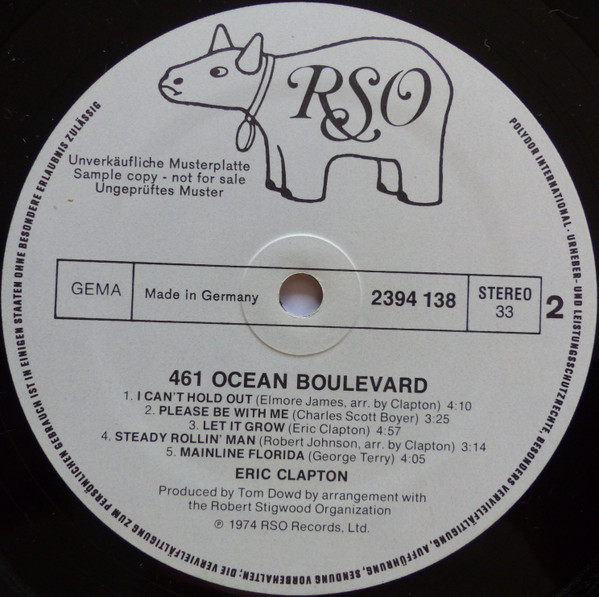 RSO
Unverkäufliche Musterplatte
Sample copy - not for sale
Ungeprüftes Muster
GEMA
Made in Germany
2394 138
STEREO
33
2
461 OCEAN BOULEVARD
1. I CAN'T HOLD OUT (Elmore James, arr. by Clapton) 4:10
2. PLEASE BE WITH ME (Charles Scott Boyer) 3:25
3. LET IT GROW (Eric Clapton) 4:57
4. STEADY ROLLIN' MAN (Robert Johnson, arr. by Clapton) 3:14
5. MAINLINE FLORIDA (George Terry) 4:05
ERIC CLAPTON
Produced by Tom Dowd by arrangement with
the Robert Stigwood Organization
℗ 1974 RSO Records, Ltd.
POLYDOR INTERNATIONAL · URHEBER- UND LEISTUNGSSCHUTZRECHTE, BESONDERS VERVIELFÄLTIGUNG, AUFFÜHRUNG, SENDUNG VORBEHALTEN; DIE VERVIELFÄLTIGUNG ZUM PERSÖNLICHEN GEBRAUCH IST IN EINIGEN STAATEN OHNE BESONDERE ERLAUBNIS ZULÄSSIG